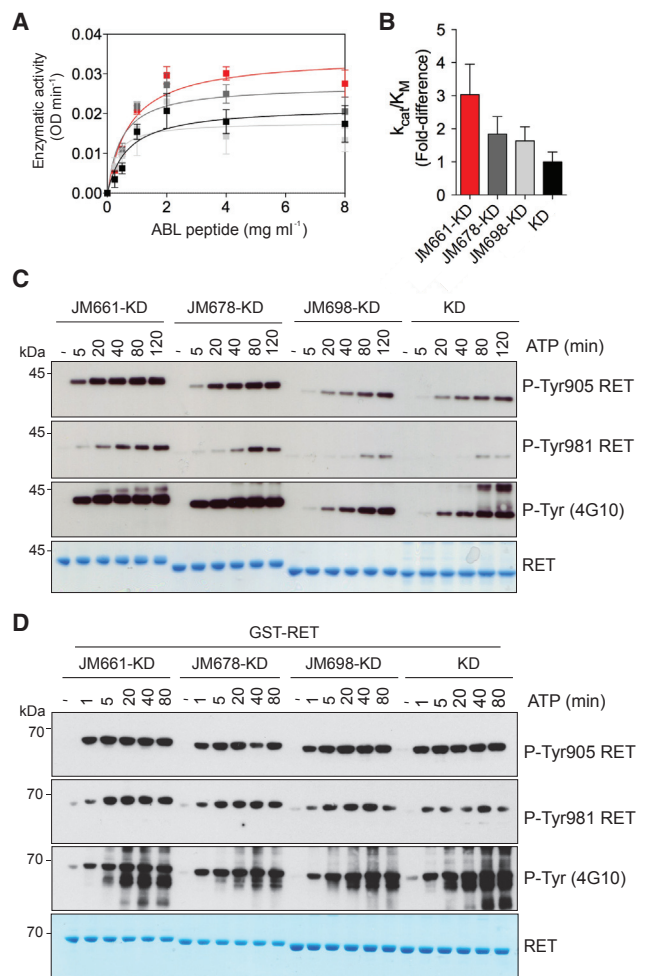 A
Enzymatic activity
(OD min⁻¹)
0.04
0.03
0.02
0.01
0.00
0 2 4 6 8
ABL peptide (mg ml⁻¹)
B
kcat/KM
(Fold-difference)
5
4
3
2
1
0
JM661-KD
JM678-KD
JM698-KD
KD
C
JM661-KD JM678-KD JM698-KD KD
kDa - 5 20 40 80 120 - 5 20 40 80 120 - 5 20 40 80 120 - 5 20 40 80 120 ATP (min)
45 P-Tyr905 RET
45 P-Tyr981 RET
45 P-Tyr (4G10)
45 RET
D
GST-RET
JM661-KD JM678-KD JM698-KD KD
kDa - 1 5 20 40 80 - 1 5 20 40 80 - 1 5 20 40 80 - 1 5 20 40 80 ATP (min)
70 P-Tyr905 RET
70 P-Tyr981 RET
70 P-Tyr (4G10)
70 RET